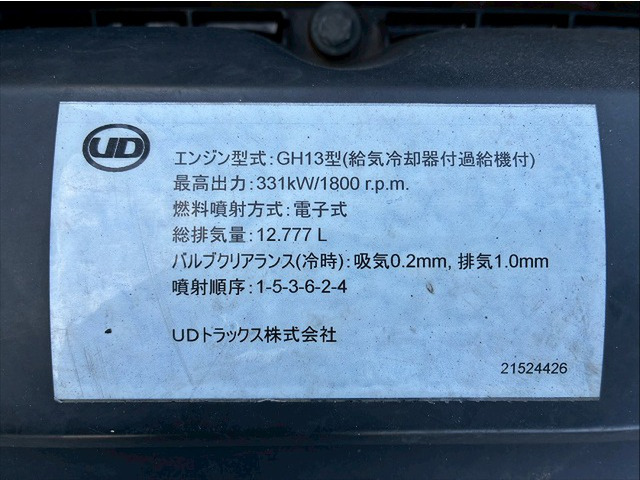 UD
エンジン型式:GH13型(給気冷却器付過給機付)
最高出力:331kW/1800 r.p.m.
燃料噴射方式:電子式
総排気量:12.777 L
バルブクリアランス(冷時):吸気0.2mm, 排気1.0mm
噴射順序:1-5-3-6-2-4
UDトラックス株式会社
21524426